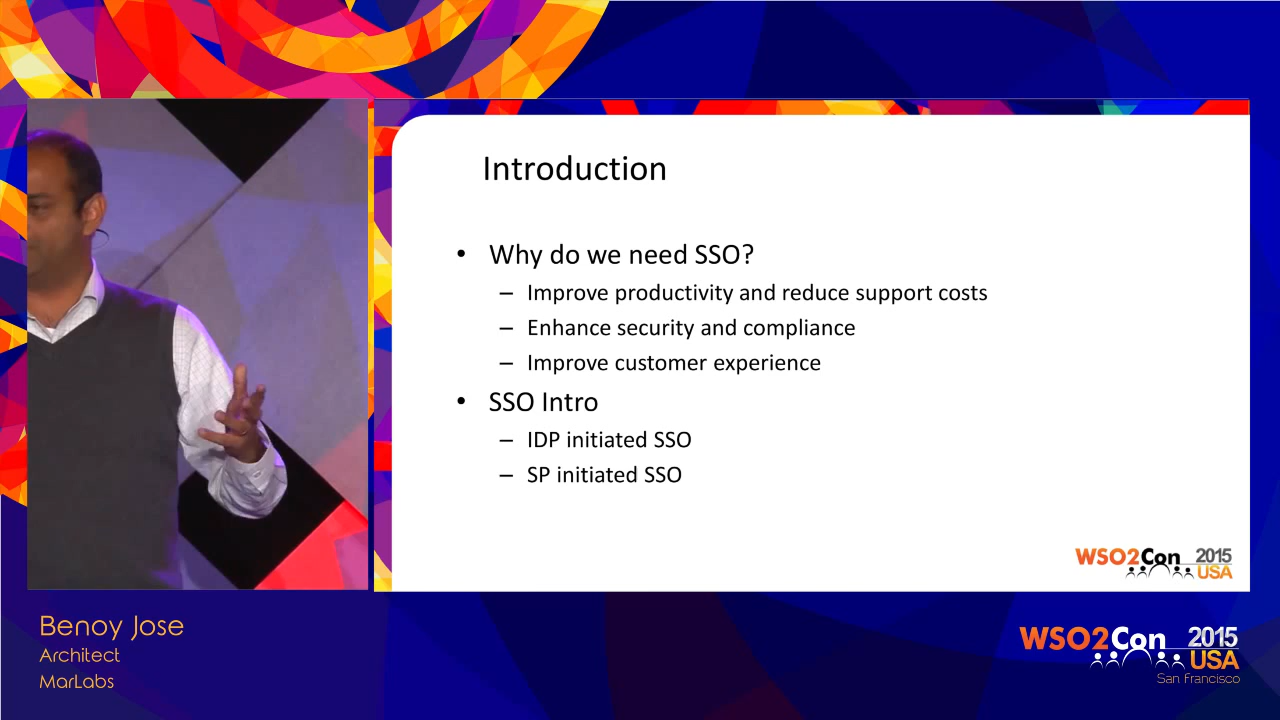 Introduction
• Why do we need SSO?
– Improve productivity and reduce support costs
– Enhance security and compliance
– Improve customer experience
• SSO Intro
– IDP initiated SSO
– SP initiated SSO
WSO2Con 2015
USA
Benoy Jose
Architect
MarLabs
WSO2Con 2015
USA
San Francisco